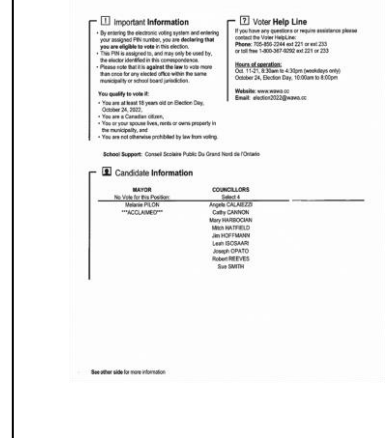 Important Information
• By entering the electronic voting system and entering
your assigned PIN number, you are declaring that
you are eligible to vote in this election.
• This PIN is assigned to, and may only be used by,
the elector identified in this correspondence.
• Please note that it is against the law to vote more
than once for any elected office within the same
municipality or school board jurisdiction.
You qualify to vote if:
• You are at least 18 years old on Election Day,
October 24, 2022,
• You are a Canadian citizen,
• You or your spouse lives, rents or owns property in
the municipality, and
• You are not otherwise prohibited by law from voting.
? Voter Help Line
If you have any questions or require assistance please
contact the Voter HelpLine:
Phone: 705-856-2244 ext 221 or ext 233
or toll free 1-800-367-9292 ext 221 or 233
Hours of operation:
Oct. 11-21, 8:30am to 4:30pm (weekdays only)
October 24, Election Day, 10:00am to 8:00pm
Website: www.wawa.cc
Email: election2022@wawa.cc
School Support: Conseil Scolaire Public Du Grand Nord de l'Ontario
Candidate Information
MAYOR
No Vote for this Position:
Melanie PILON
***ACCLAIMED***
COUNCILLORS
Select 4
Angelo CALAIEZZI
Cathy CANNON
Mary HARBOCIAN
Mitch HATFIELD
Jim HOFFMANN
Leah ISOSAARI
Joseph OPATO
Robert REEVES
Sue SMITH
See other side for more information